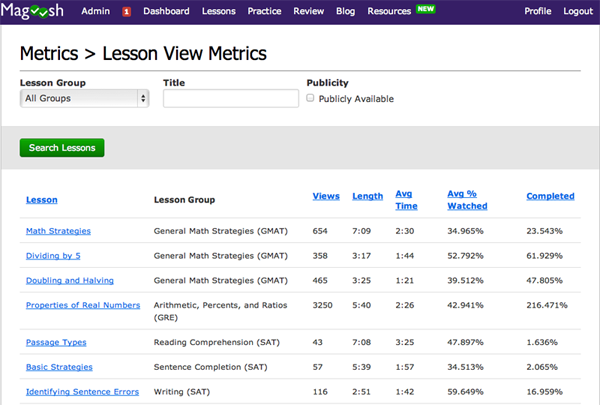 Magoosh Admin 1 Dashboard Lessons Practice Review Blog Resources NEW Profile Logout
Metrics > Lesson View Metrics
Lesson Group Title Publicity
All Groups Publicly Available
Search Lessons
Lesson Lesson Group Views Length Avg Time Avg % Watched Completed
Math Strategies General Math Strategies (GMAT) 654 7:09 2:30 34.965% 23.543%
Dividing by 5 General Math Strategies (GMAT) 358 3:17 1:44 52.792% 61.929%
Doubling and Halving General Math Strategies (GMAT) 465 3:25 1:21 39.512% 47.805%
Properties of Real Numbers Arithmetic, Percents, and Ratios (GRE) 3250 5:40 2:26 42.941% 216.471%
Passage Types Reading Comprehension (SAT) 43 7:08 3:25 47.897% 1.636%
Basic Strategies Sentence Completion (SAT) 57 5:39 1:57 34.513% 2.065%
Identifying Sentence Errors Writing (SAT) 116 2:51 1:42 59.649% 16.959%